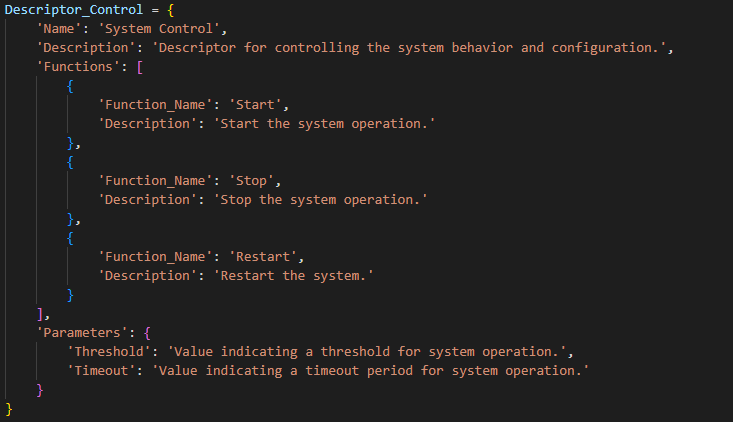 Descriptor_Control = {
    'Name': 'System Control',
    'Description': 'Descriptor for controlling the system behavior and configuration.',
    'Functions': [
        {
            'Function_Name': 'Start',
            'Description': 'Start the system operation.'
        },
        {
            'Function_Name': 'Stop',
            'Description': 'Stop the system operation.'
        },
        {
            'Function_Name': 'Restart',
            'Description': 'Restart the system.'
        }
    ],
    'Parameters': {
        'Threshold': 'Value indicating a threshold for system operation.',
        'Timeout': 'Value indicating a timeout period for system operation.'
    }
}